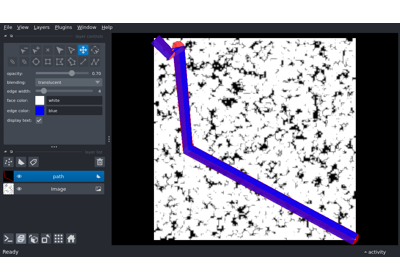 File View Layers Plugins Window Help
opacity: 0.70
blending: translucent
edge width:
face color: white
edge color: blue
display text:
path
Image
Ready
activity